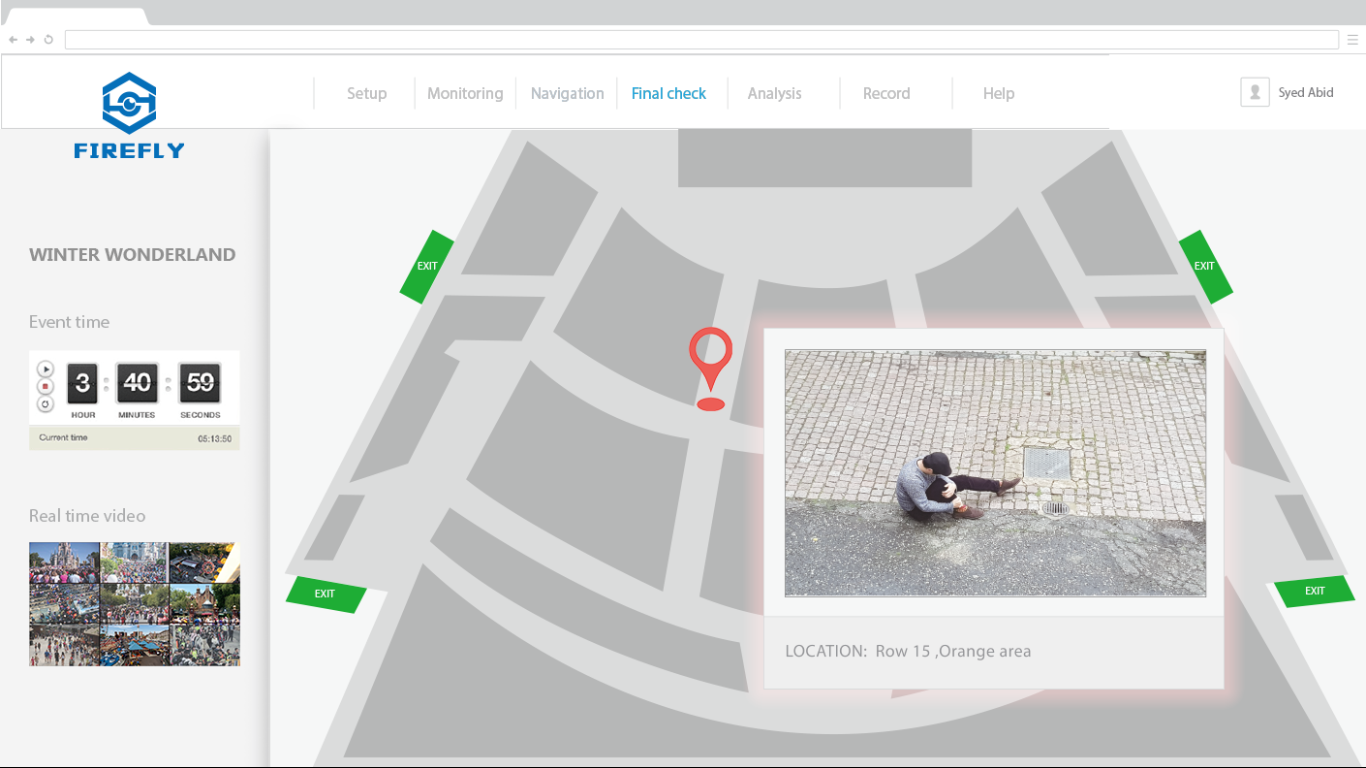 Setup
Monitoring
Navigation
Final check
Analysis
Record
Help
Syed Abid
FIREFLY
WINTER WONDERLAND
Event time
3 : 40 : 59
HOUR MINUTES SECONDS
Current time 05:13:50
Real time video
EXIT
EXIT
EXIT
EXIT
LOCATION: Row 15 ,Orange area